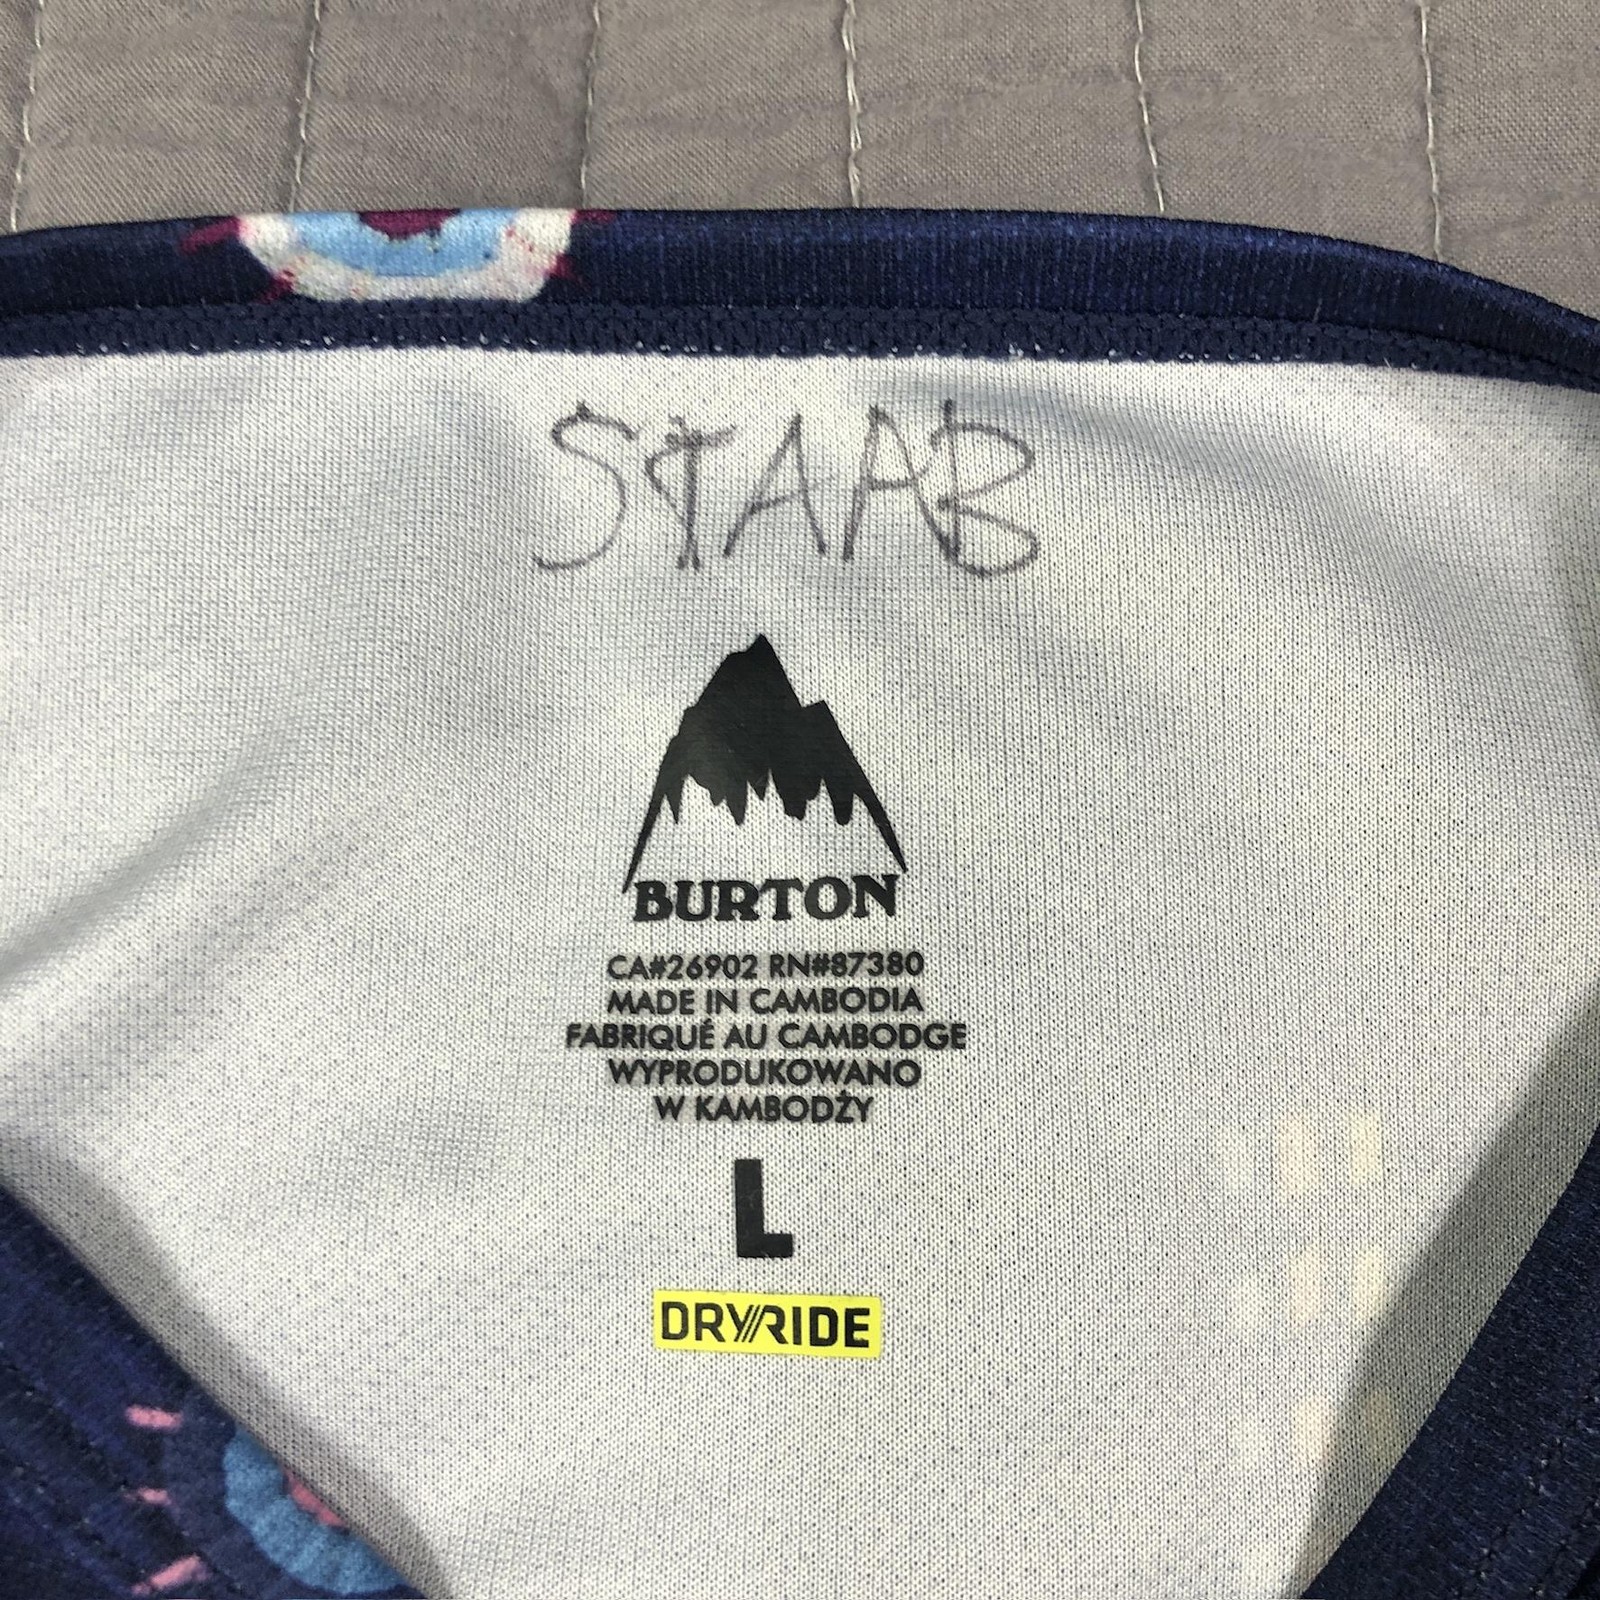 STAAB
BURTON
CA#26902 RN#87380
MADE IN CAMBODIA
FABRIQUÉ AU CAMBODGE
WYPRODUKOWANO
W KAMBODŻY
L
DRYRIDE